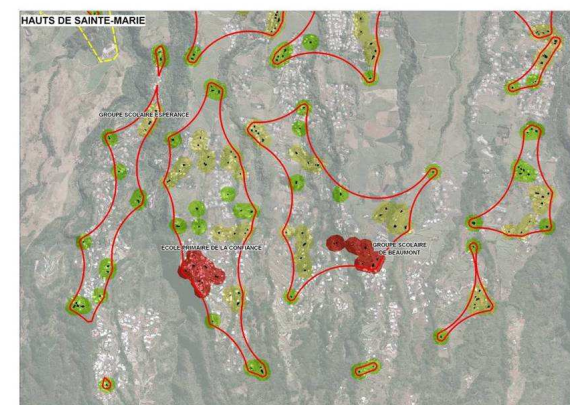 HAUTS DE SAINTE-MARIE
GROUPE SCOLAIRE ESPERANCE
ECOLE PRIMAIRE DE LA CONFIANCE
GROUPE SCOLAIRE
DE BEAUMONT